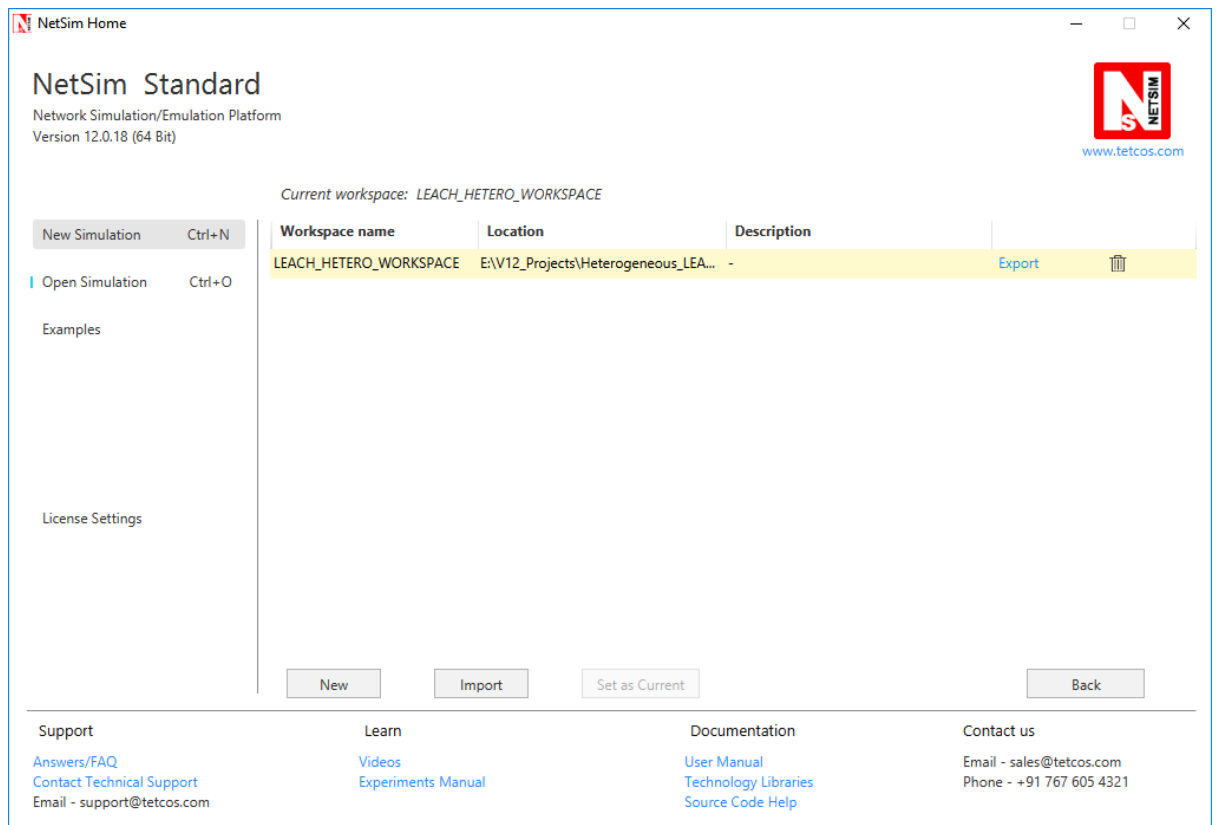 NetSim Home
NetSim Standard
Network Simulation/Emulation Platform
Version 12.0.18 (64 Bit)
N
S
NETSIM
www.tetcos.com
Current workspace: LEACH_HETERO_WORKSPACE
New Simulation Ctrl+N
Open Simulation Ctrl+O
Examples
License Settings
Workspace name Location Description
LEACH_HETERO_WORKSPACE E:\V12_Projects\Heterogeneous_LEA... - Export
New Import Set as Current Back
Support
Answers/FAQ
Contact Technical Support
Email - support@tetcos.com
Learn
Videos
Experiments Manual
Documentation
User Manual
Technology Libraries
Source Code Help
Contact us
Email - sales@tetcos.com
Phone - +91 767 605 4321